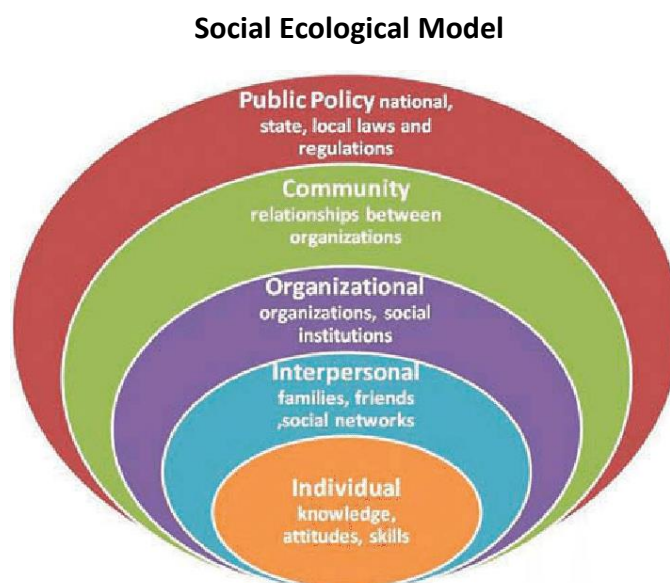 Social Ecological Model
Public Policy national,
state, local laws and
regulations
Community
relationships between
organizations
Organizational
organizations, social
institutions
Interpersonal
families, friends
,social networks
Individual
knowledge,
attitudes, skills